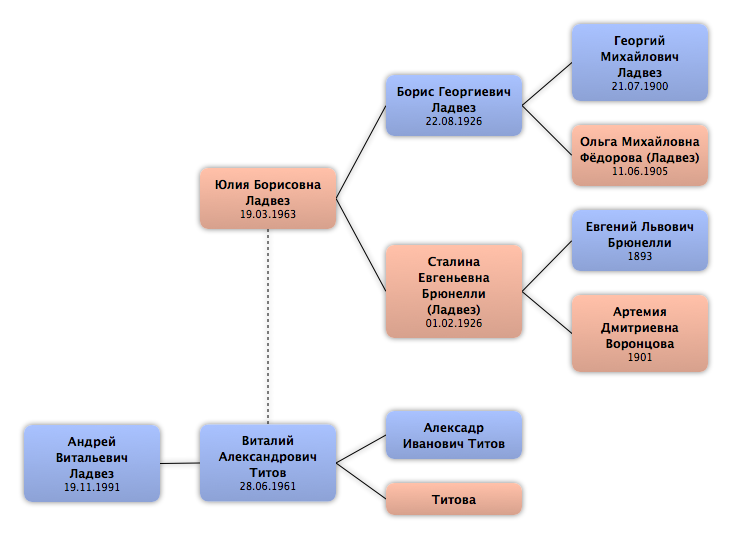 Георгий
Михайлович
Ладвез
21.07.1900
Борис Георгиевич
Ладвез
22.08.1926
Ольга Михайловна
Фёдорова (Ладвез)
11.06.1905
Юлия Борисовна
Ладвез
19.03.1963
Евгений Львович
Брюнелли
1893
Сталина
Евгеньевна
Брюнелли
(Ладвез)
01.02.1926
Артемия
Дмитриевна
Воронцова
1901
Андрей
Витальевич
Ладвез
19.11.1991
Виталий
Александрович
Титов
28.06.1961
Алексадр
Иванович Титов
Титова